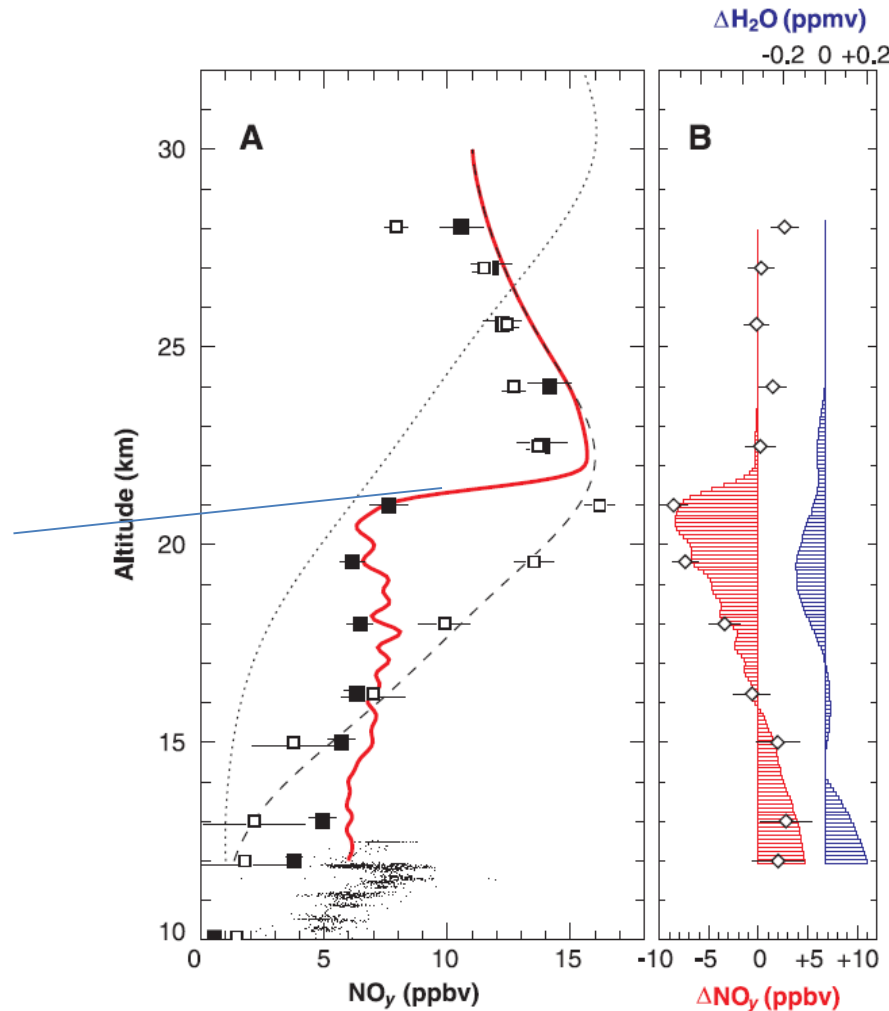 ΔH₂O (ppmv)
-0.2 0 +0.2
A
B
30
25
20
15
10
Altitude (km)
0 5 10 15
NOy (ppbv)
-10 -5 0 +5 +10
ΔNOy (ppbv)